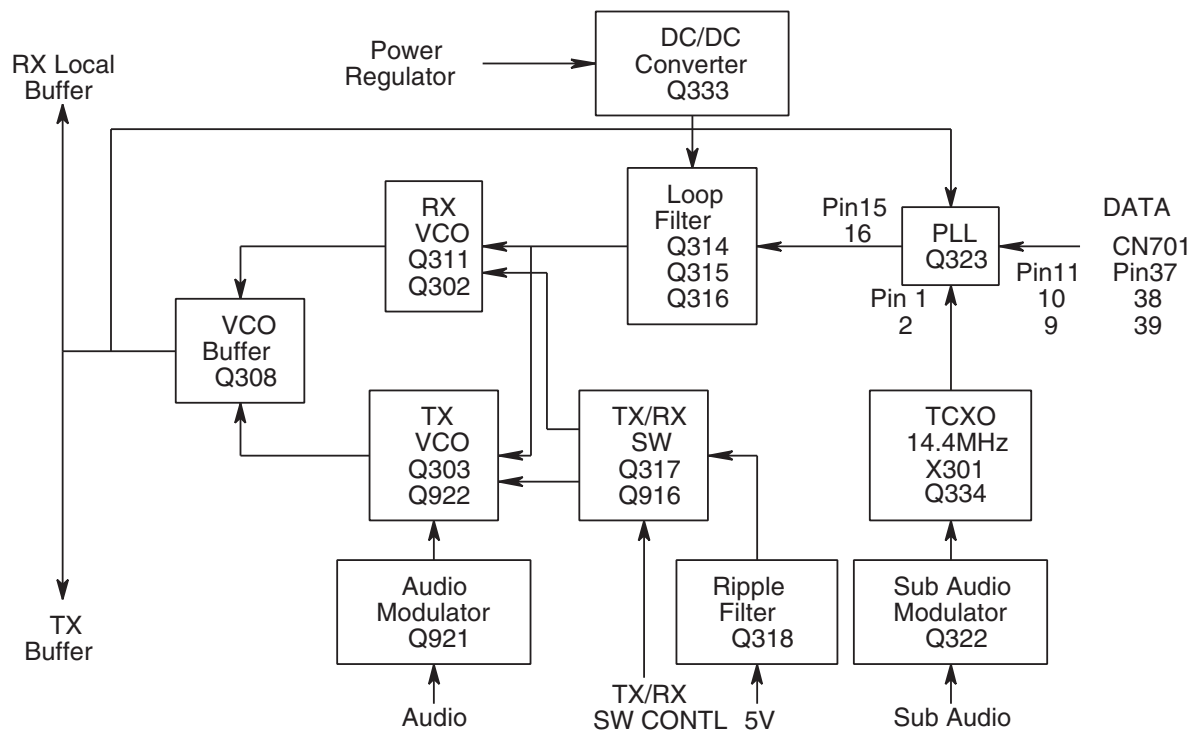 DC/DC
Converter
Q333
Power
Regulator
RX Local
Buffer
RX
VCO
Q311
Q302
Loop
Filter
Q314
Q315
Q316
Pin15
16
PLL
Q323
DATA
CN701
Pin37
38
39
Pin11
10
9
Pin 1
2
VCO
Buffer
Q308
TX
VCO
Q303
Q922
TX/RX
SW
Q317
Q916
TCXO
14.4MHz
X301
Q334
Audio
Modulator
Q921
Ripple
Filter
Q318
Sub Audio
Modulator
Q322
TX
Buffer
Audio
TX/RX
SW CONTL
5V
Sub Audio